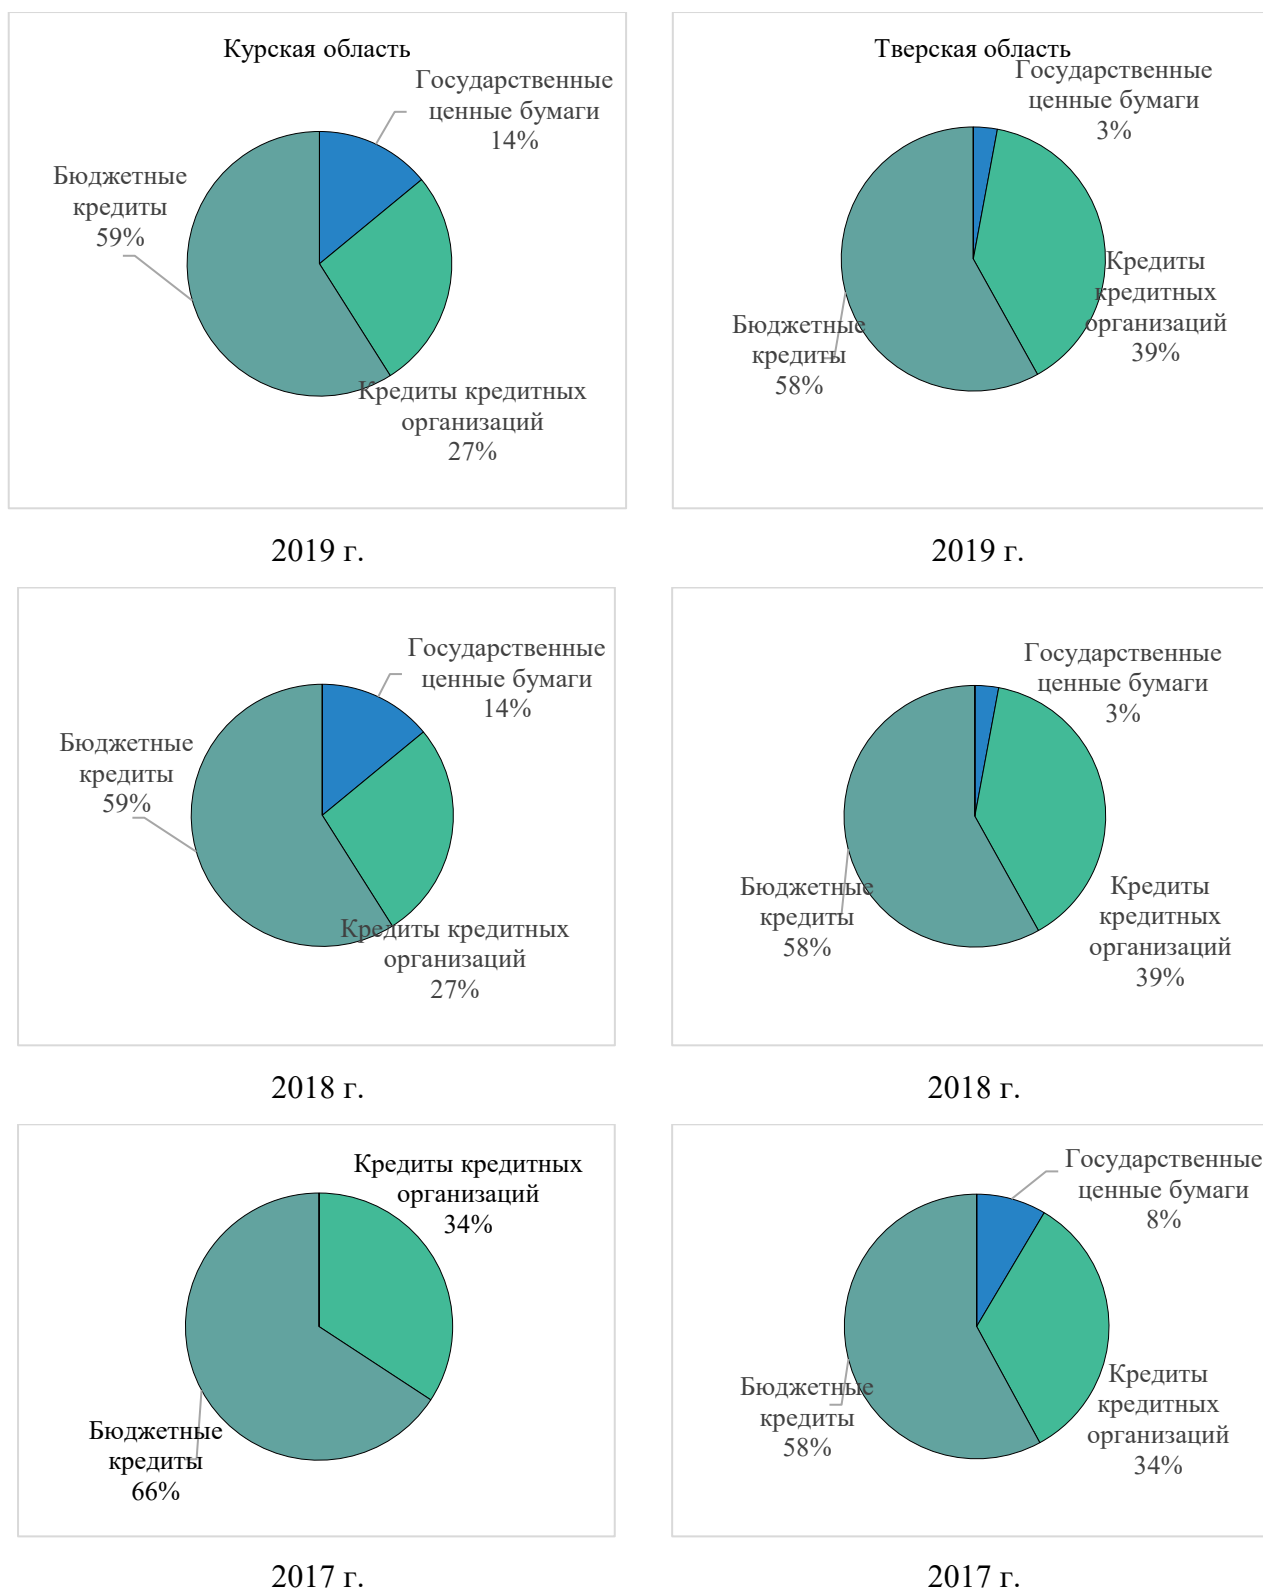 Курская область
Государственные
ценные бумаги
14%
Бюджетные
кредиты
59%
Кредиты кредитных
организаций
27%
Тверская область
Государственные
ценные бумаги
3%
Кредиты
кредитных
организаций
39%
Бюджетные
кредиты
58%
2019 г.
2019 г.
Государственные
ценные бумаги
14%
Бюджетные
кредиты
59%
Кредиты кредитных
организаций
27%
Государственные
ценные бумаги
3%
Бюджетные
кредиты
58%
Кредиты
кредитных
организаций
39%
2018 г.
2018 г.
Кредиты кредитных
организаций
34%
Бюджетные
кредиты
66%
Государственные
ценные бумаги
8%
Бюджетные
кредиты
58%
Кредиты
кредитных
организаций
34%
2017 г.
2017 г.